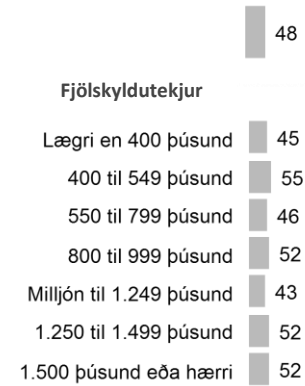 48
Fjölskyldutekjur
Lægri en 400 þúsund 45
400 til 549 þúsund 55
550 til 799 þúsund 46
800 til 999 þúsund 52
Milljón til 1.249 þúsund 43
1.250 til 1.499 þúsund 52
1.500 þúsund eða hærri 52